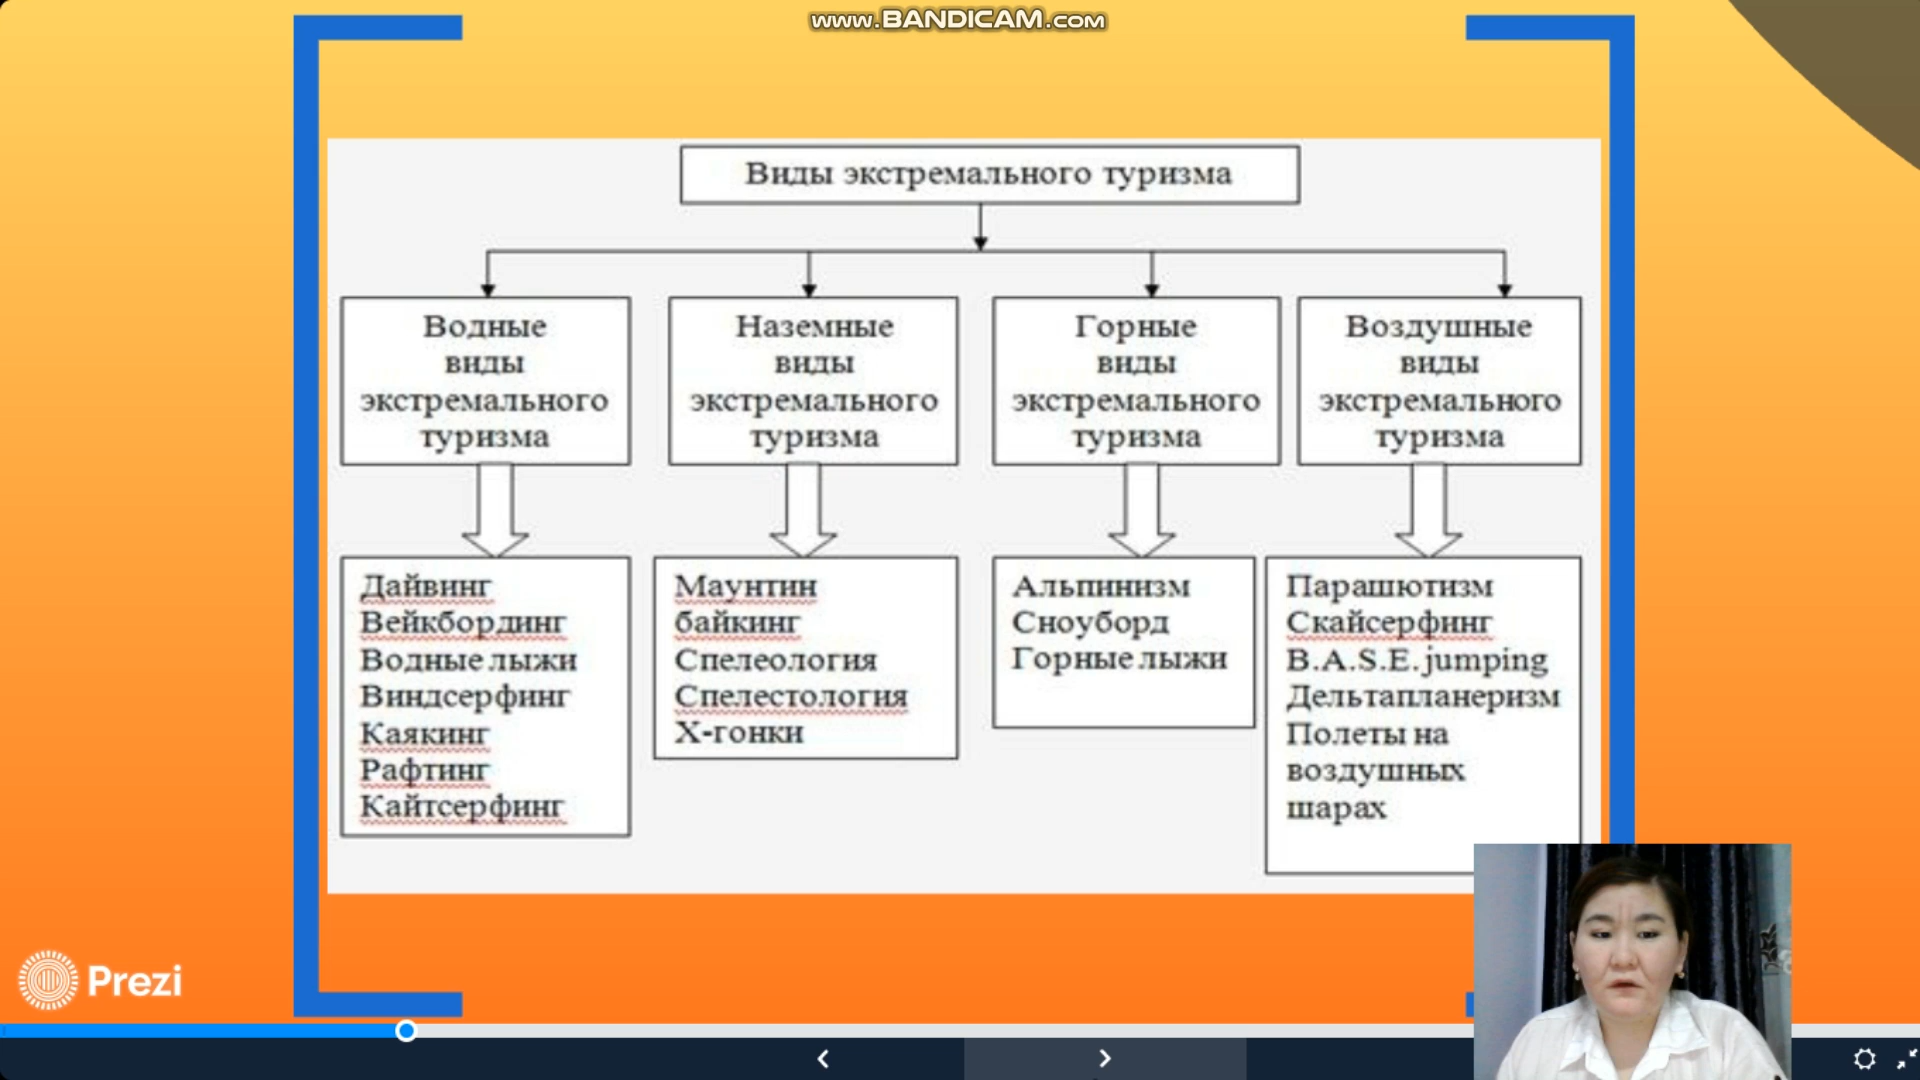 www.BANDICAM.com
Виды экстремального туризма
Водные
виды
экстремального
туризма
Наземные
виды
экстремального
туризма
Горные
виды
экстремального
туризма
Воздушные
виды
экстремального
туризма
Дайвинг
Вейкбординг
Водные лыжи
Виндсерфинг
Каякинг
Рафтинг
Кайтсерфинг
Маунтин
байкинг
Спелеология
Спелестология
Х-гонки
Альпинизм
Сноуборд
Горные лыжи
Парашютизм
Скайсерфинг
B.A.S.E. jumping
Дельтапланеризм
Полеты на
воздушных
шарах
Prezi